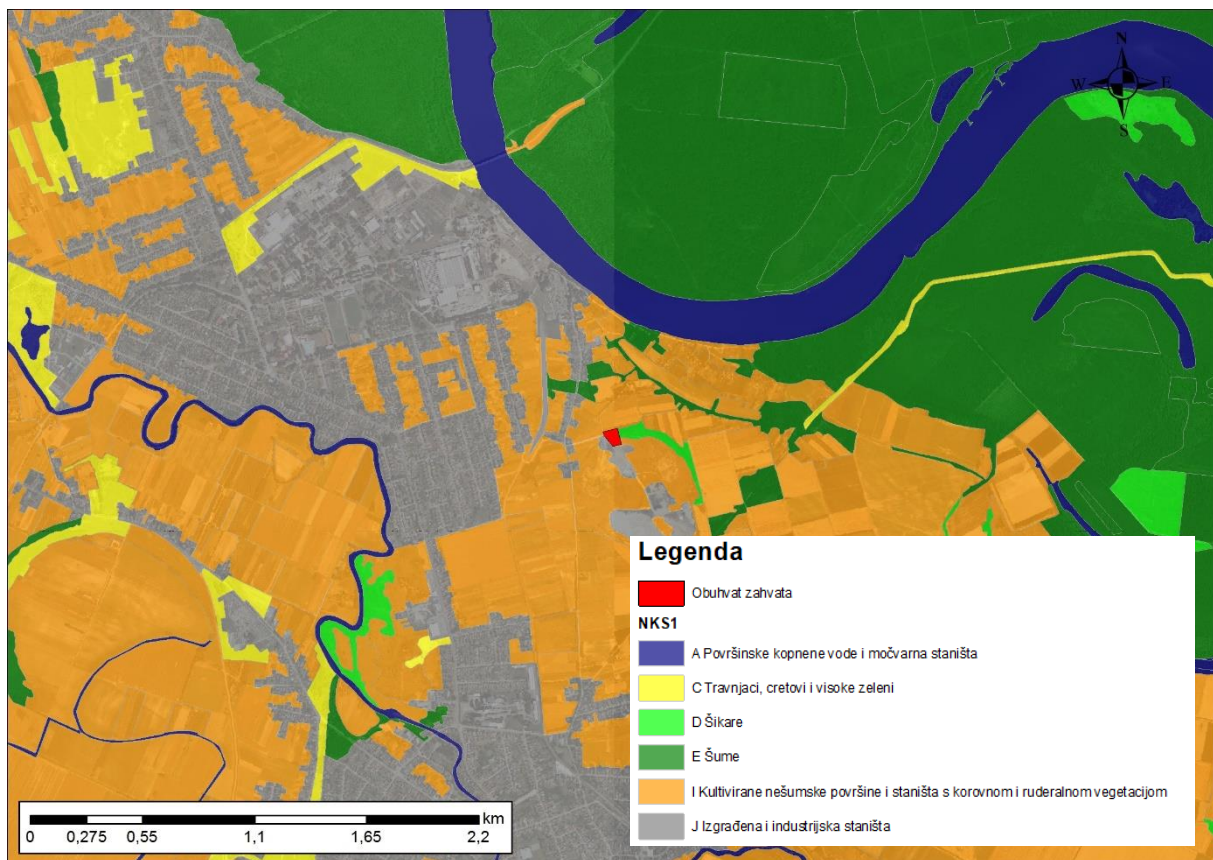 N
W E
S
Legenda
Obuhvat zahvata
NKS1
A Površinske kopnene vode i močvarna staništa
C Travnjaci, cretovi i visoke zeleni
D Šikare
E Šume
I Kultivirane nešumske površine i staništa s korovnom i ruderalnom vegetacijom
J Izgrađena i industrijska staništa
km
0 0,275 0,55 1,1 1,65 2,2